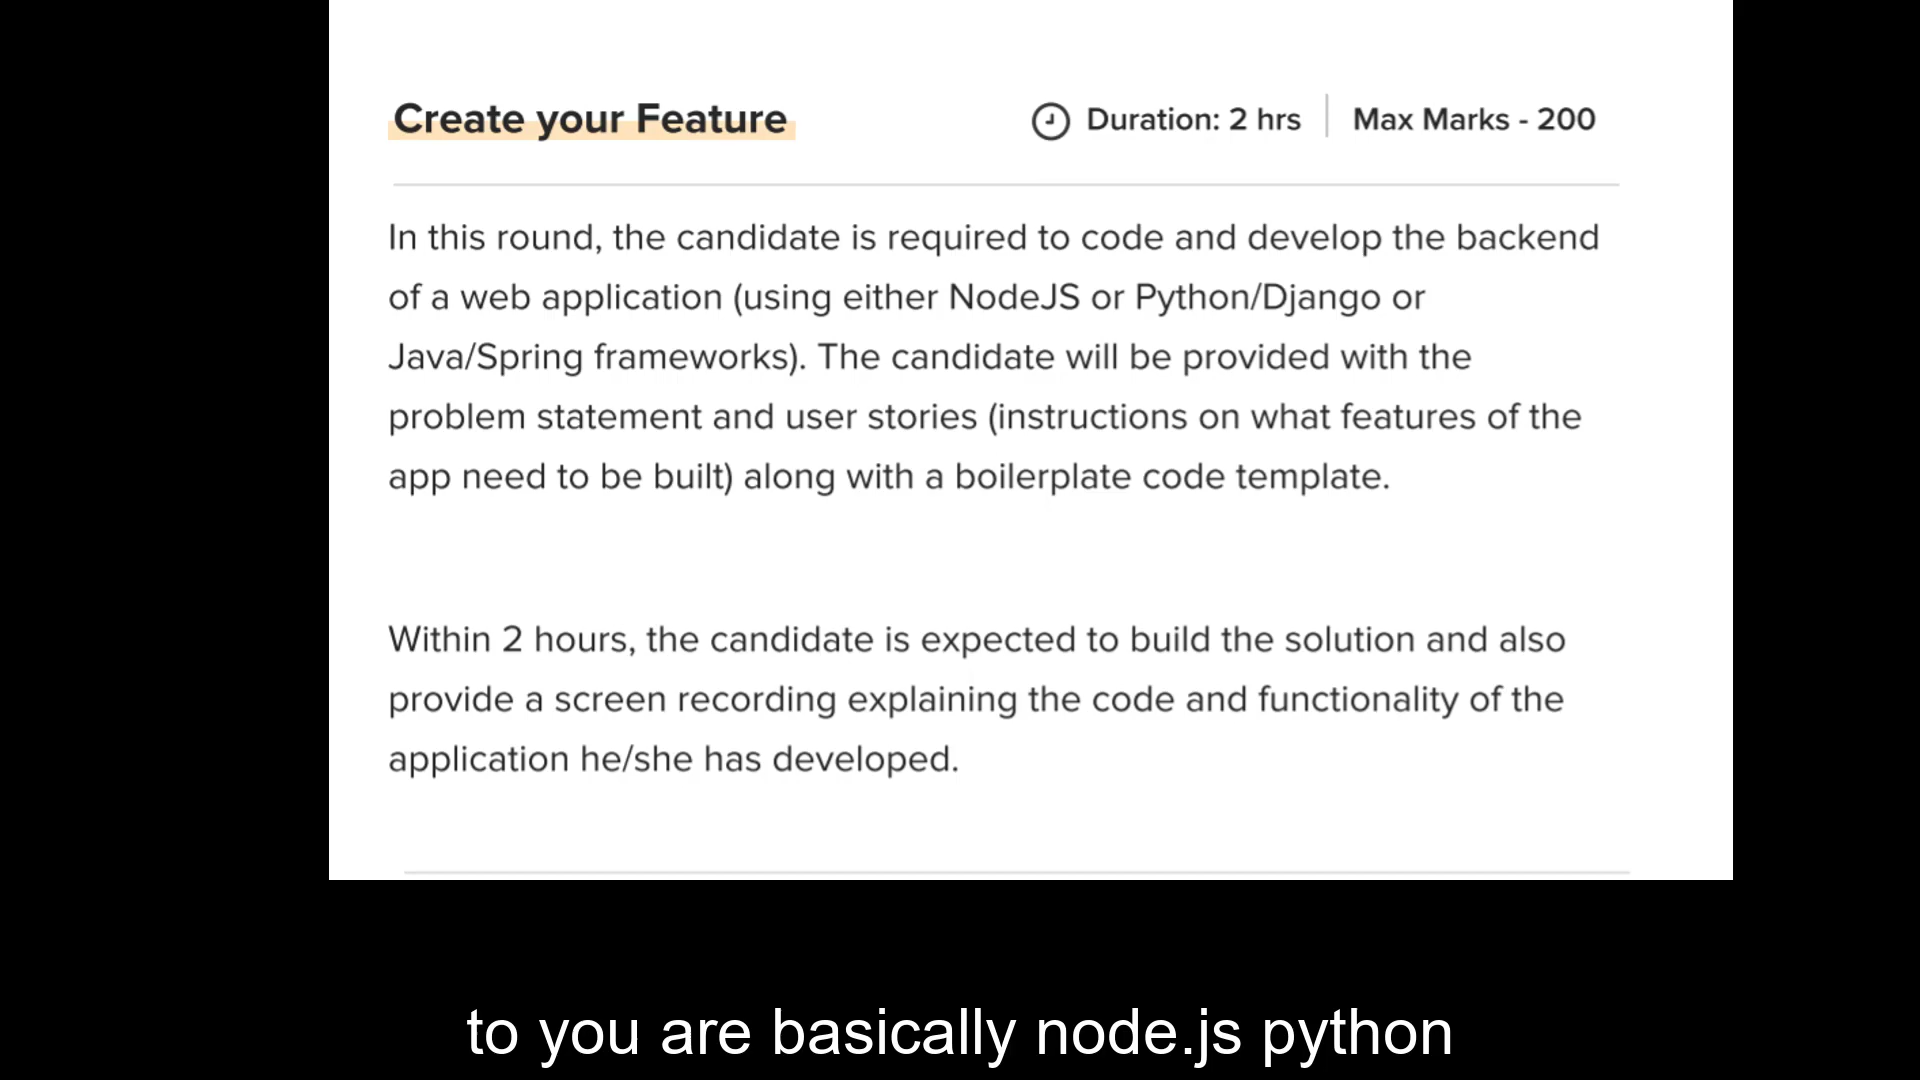 Create your Feature
Duration: 2 hrs
Max Marks - 200
In this round, the candidate is required to code and develop the backend
of a web application (using either NodeJS or Python/Django or
Java/Spring frameworks). The candidate will be provided with the
problem statement and user stories (instructions on what features of the
app need to be built) along with a boilerplate code template.
Within 2 hours, the candidate is expected to build the solution and also
provide a screen recording explaining the code and functionality of the
application he/she has developed.
to you are basically node.js python